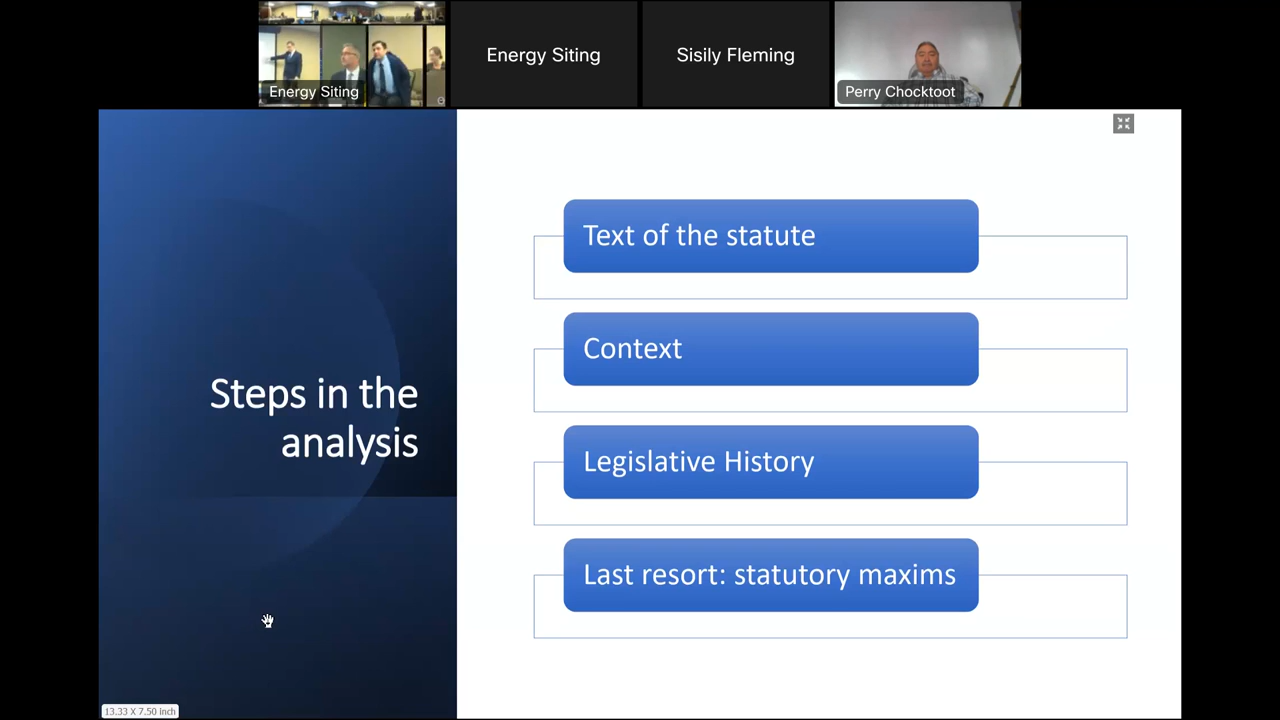 Energy Siting
Energy Siting
Sisily Fleming
Perry Chocktoot
Steps in the
analysis
Text of the statute
Context
Legislative History
Last resort: statutory maxims
13.33 X 7.50 inch